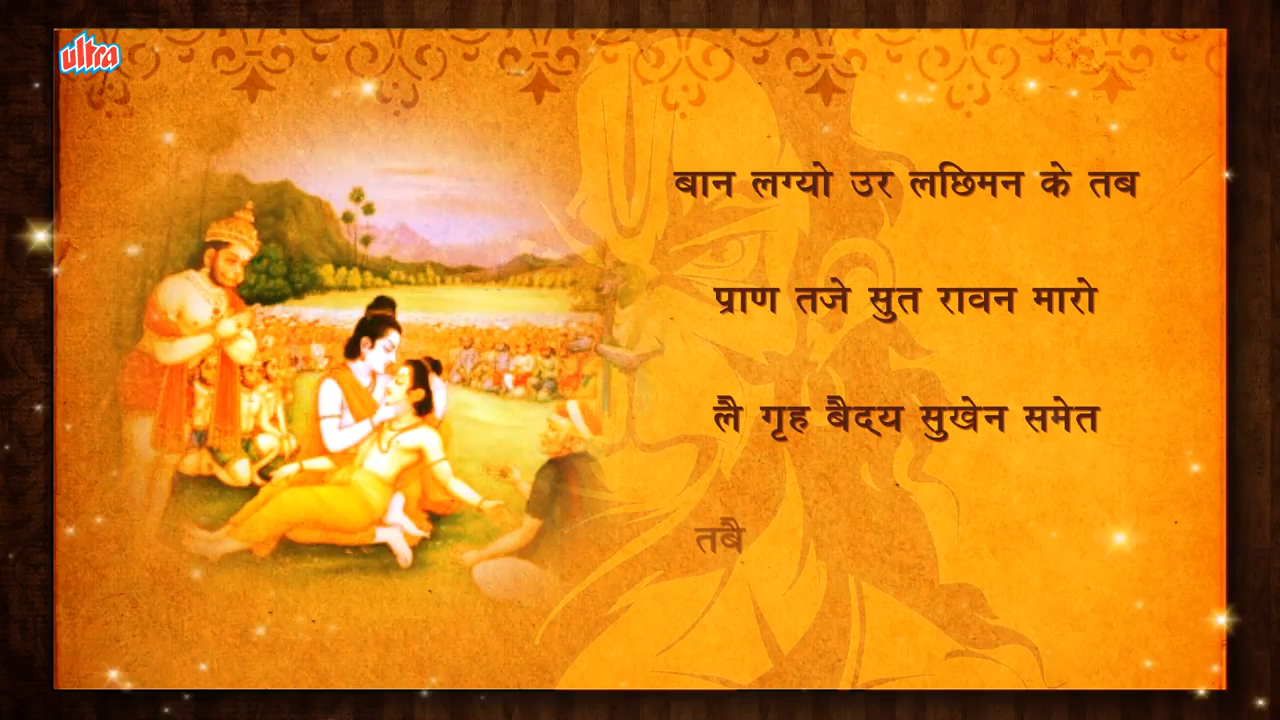 ultra
बान लग्यो उर लछिमन के तब
प्राण तजे सुत रावन मारो
लै गृह बैद्य सुखेन समेत
तबै